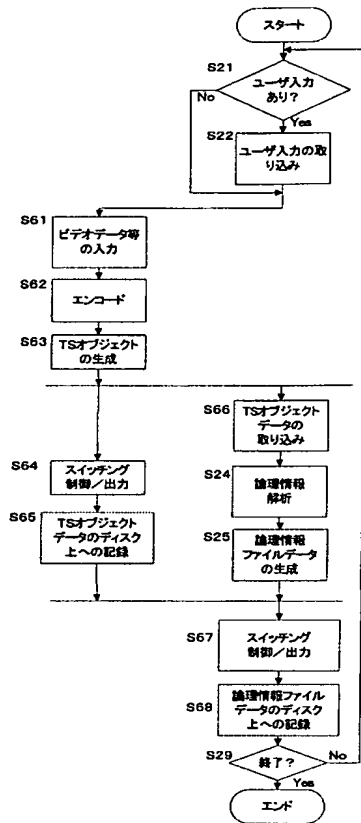 スタート
S21
ユーザ入力
あり?
No
Yes
S22
ユーザ入力の取
り込み
S61
ビデオデータ等
の入力
S62
エンコード
S63
TSオブジェクト
の生成
S66
TSオブジェクト
データの
取り込み
S64
スイッチング
制御/出力
S24
論理情報
解析
S65
TSオブジェクト
データのディスク
上への記録
S25
論理情報
ファイルデータ
の生成
S67
スイッチング
制御/出力
S68
論理情報ファイル
データのディスク
上への記録
S29
終了?
No
Yes
エンド